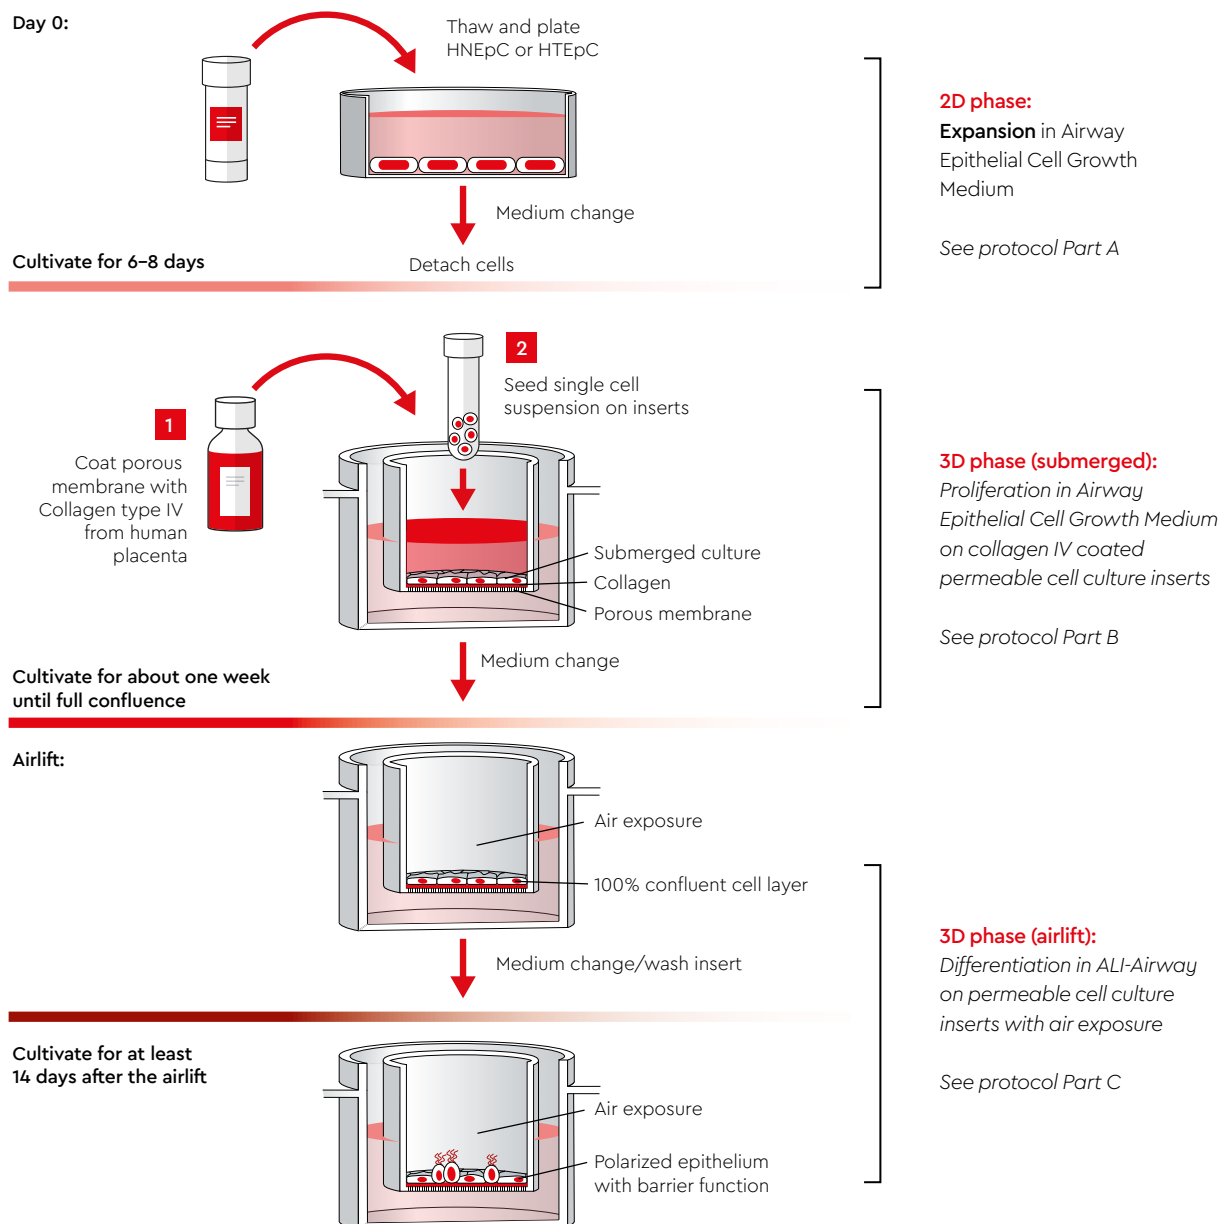 Day 0:
Thaw and plate
HNEpC or HTEpC
2D phase:
Expansion in Airway
Epithelial Cell Growth
Medium
See protocol Part A
Medium change
Cultivate for 6–8 days
Detach cells
1
Coat porous
membrane with
Collagen type IV
from human
placenta
2
Seed single cell
suspension on inserts
Submerged culture
Collagen
Porous membrane
3D phase (submerged):
Proliferation in Airway
Epithelial Cell Growth Medium
on collagen IV coated
permeable cell culture inserts
See protocol Part B
Medium change
Cultivate for about one week
until full confluence
Airlift:
Air exposure
100% confluent cell layer
Medium change/wash insert
3D phase (airlift):
Differentiation in ALI-Airway
on permeable cell culture
inserts with air exposure
See protocol Part C
Cultivate for at least
14 days after the airlift
Air exposure
Polarized epithelium
with barrier function